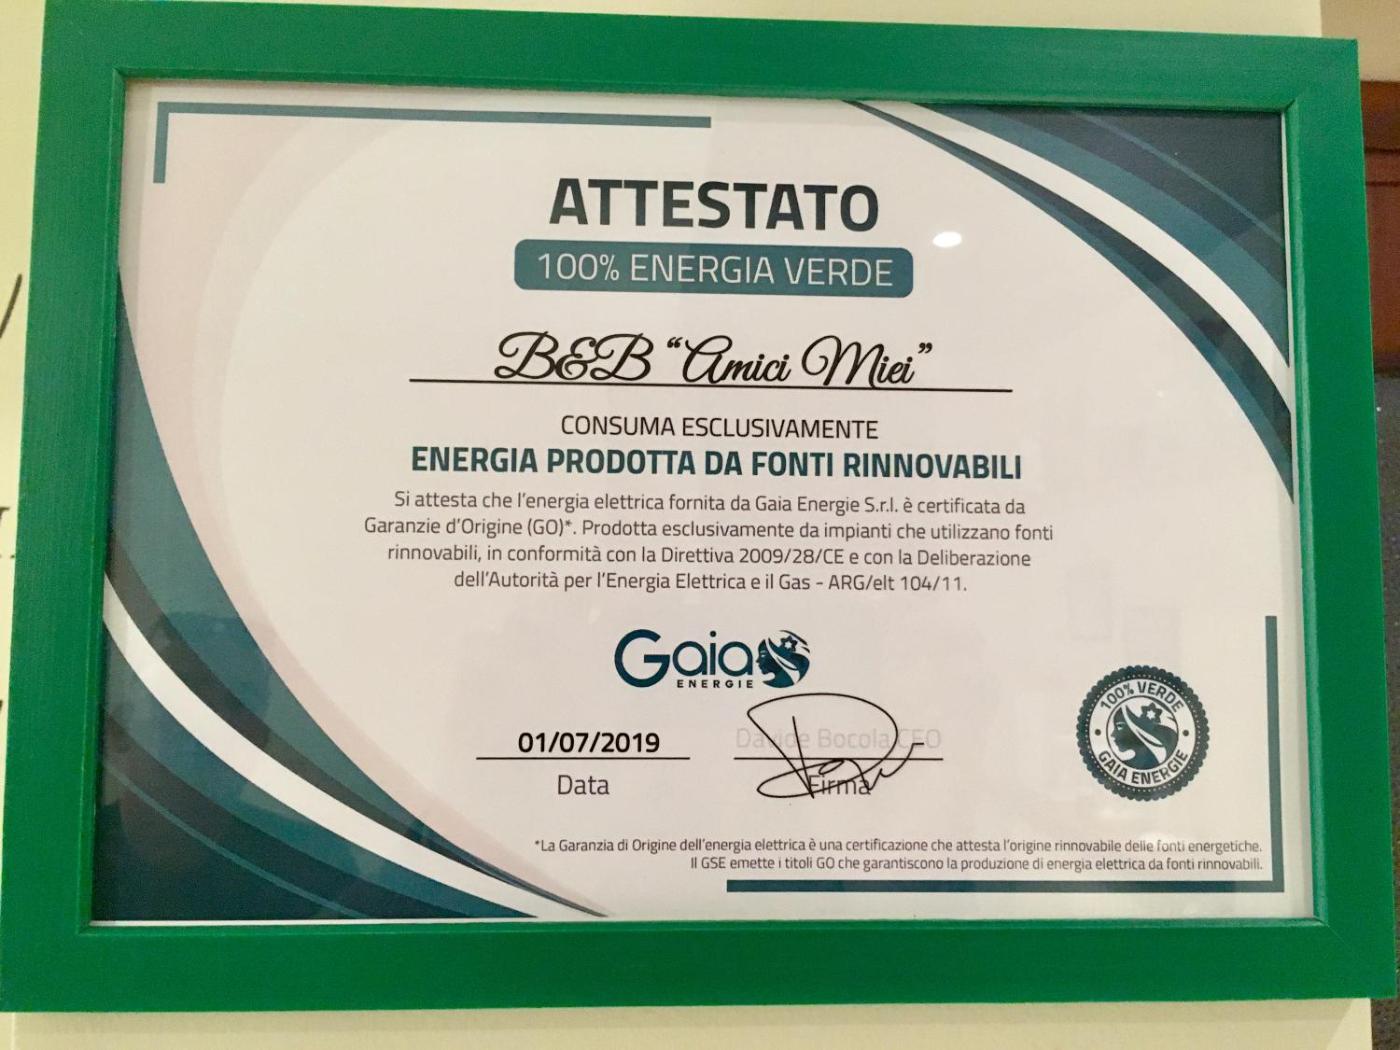 ATTESTATO
100% ENERGIA VERDE
B&B “Amici Miei”
CONSUMA ESCLUSIVAMENTE
ENERGIA PRODOTTA DA FONTI RINNOVABILI
Si attesta che l'energia elettrica fornita da Gaia Energie S.r.l. è certificata da
Garanzie d'Origine (GO)*. Prodotta esclusivamente da impianti che utilizzano fonti
rinnovabili, in conformità con la Direttiva 2009/28/CE e con la Deliberazione
dell'Autorità per l'Energia Elettrica e il Gas - ARG/elt 104/11.
Gaia
ENERGIE
01/07/2019
Data
Davide Bocola CEO
Firma
100% VERDE
GAIA ENERGIE
*La Garanzia di Origine dell'energia elettrica è una certificazione che attesta l'origine rinnovabile delle fonti energetiche.
Il GSE emette i titoli GO che garantiscono la produzione di energia elettrica da fonti rinnovabili.